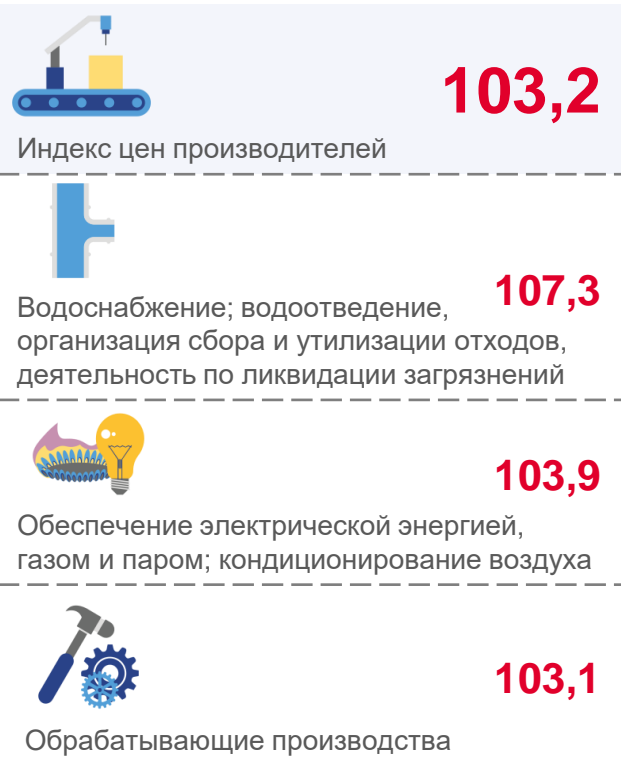 103,2
Индекс цен производителей
107,3
Водоснабжение; водоотведение,
организация сбора и утилизации отходов,
деятельность по ликвидации загрязнений
103,9
Обеспечение электрической энергией,
газом и паром; кондиционирование воздуха
103,1
Обрабатывающие производства